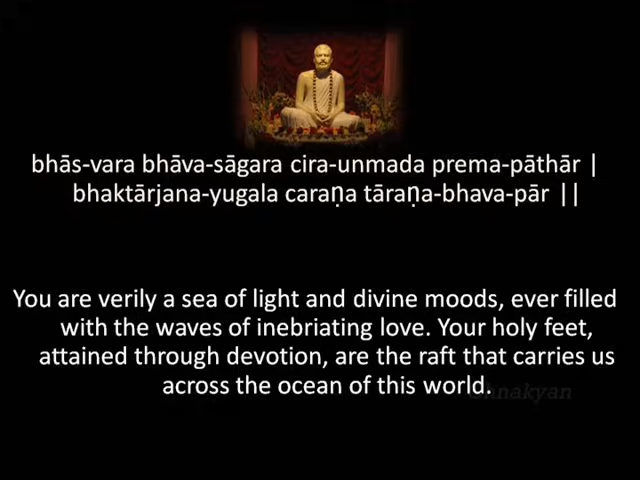 bhās-vara bhāva-sāgara cira-unmada prema-pāthār |
bhaktārjana-yugala caraṇa tāraṇa-bhava-pār ||
You are verily a sea of light and divine moods, ever filled
with the waves of inebriating love. Your holy feet,
attained through devotion, are the raft that carries us
across the ocean of this world.